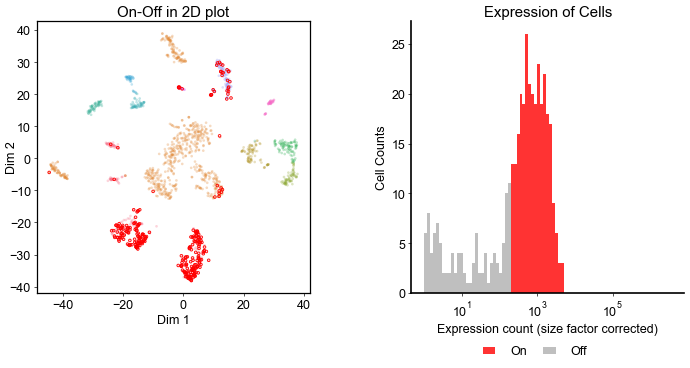 On-Off in 2D plot
40
30
20
10
0
−10
−20
−30
−40
Dim 2
−40 −20 0 20 40
Dim 1
Expression of Cells
25
20
15
10
5
0
Cell Counts
10^1 10^3 10^5
Expression count (size factor corrected)
On Off